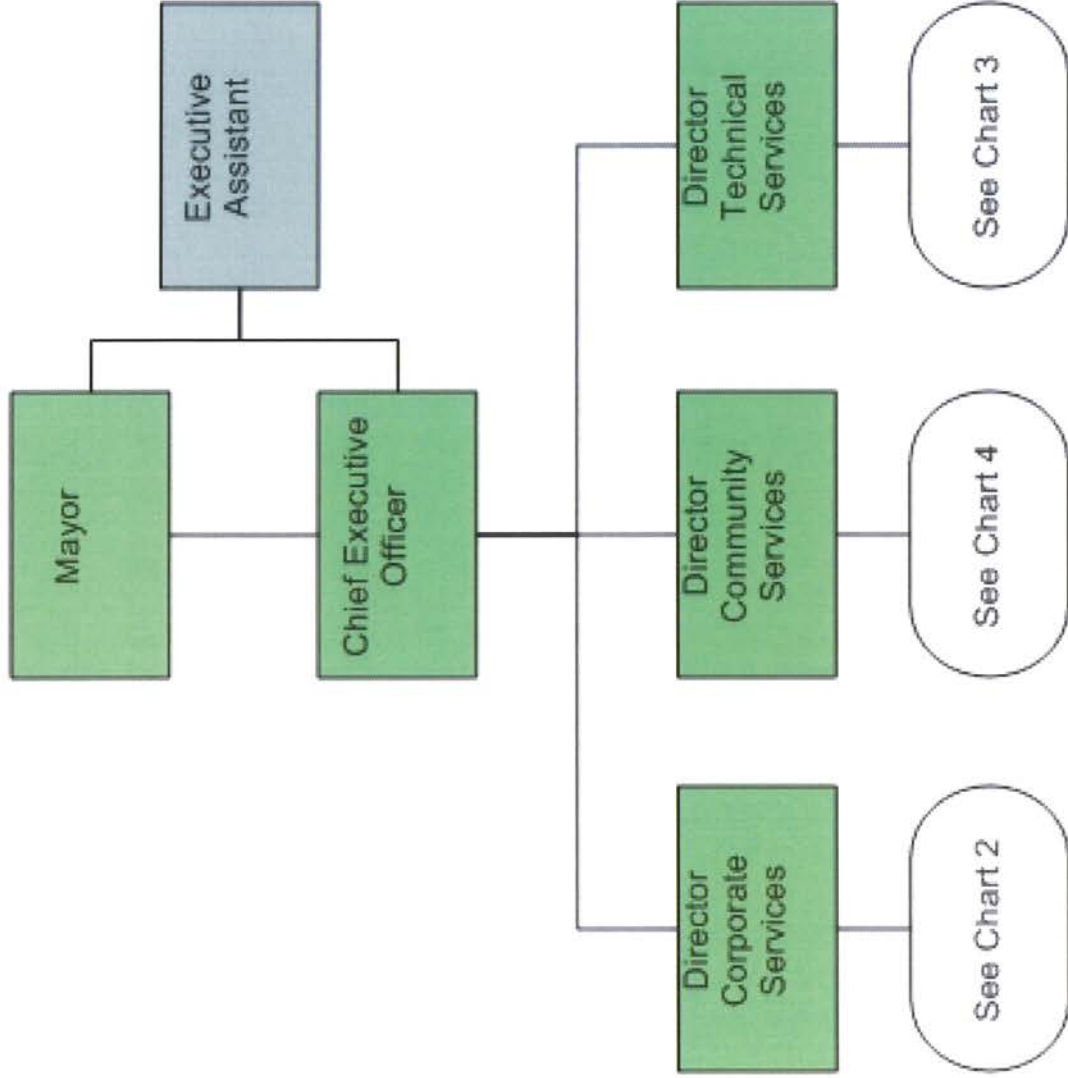 Mayor
Executive
Assistant
Chief Executive
Officer
Director
Corporate
Services
Director
Community
Services
Director
Technical
Services
See Chart 2
See Chart 4
See Chart 3